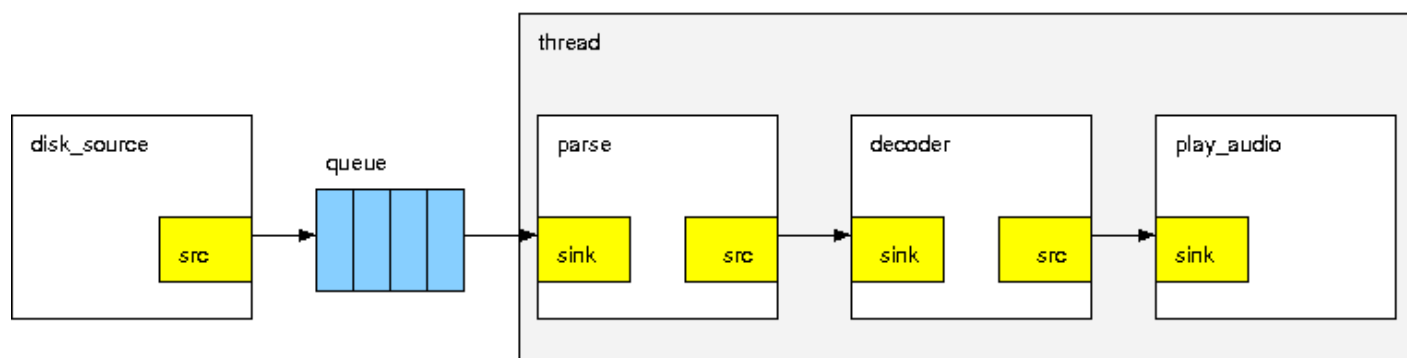 thread
disk_source
queue
parse
decoder
play_audio
src
sink
src
sink
src
sink